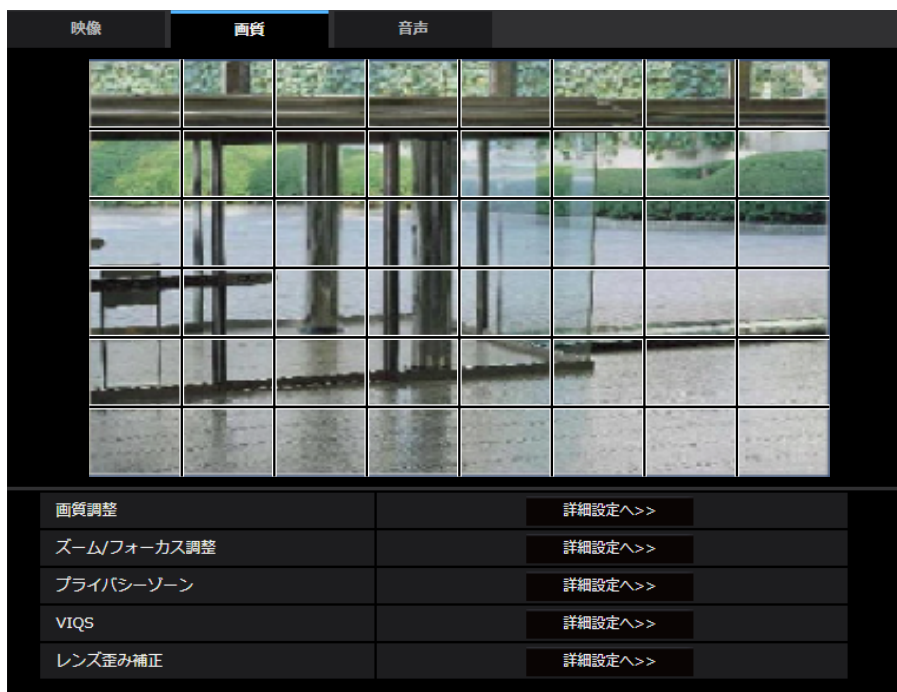 映像 画質 音声
画質調整 詳細設定へ>>
ズーム/フォーカス調整 詳細設定へ>>
プライバシーゾーン 詳細設定へ>>
VIQS 詳細設定へ>>
レンズ歪み補正 詳細設定へ>>